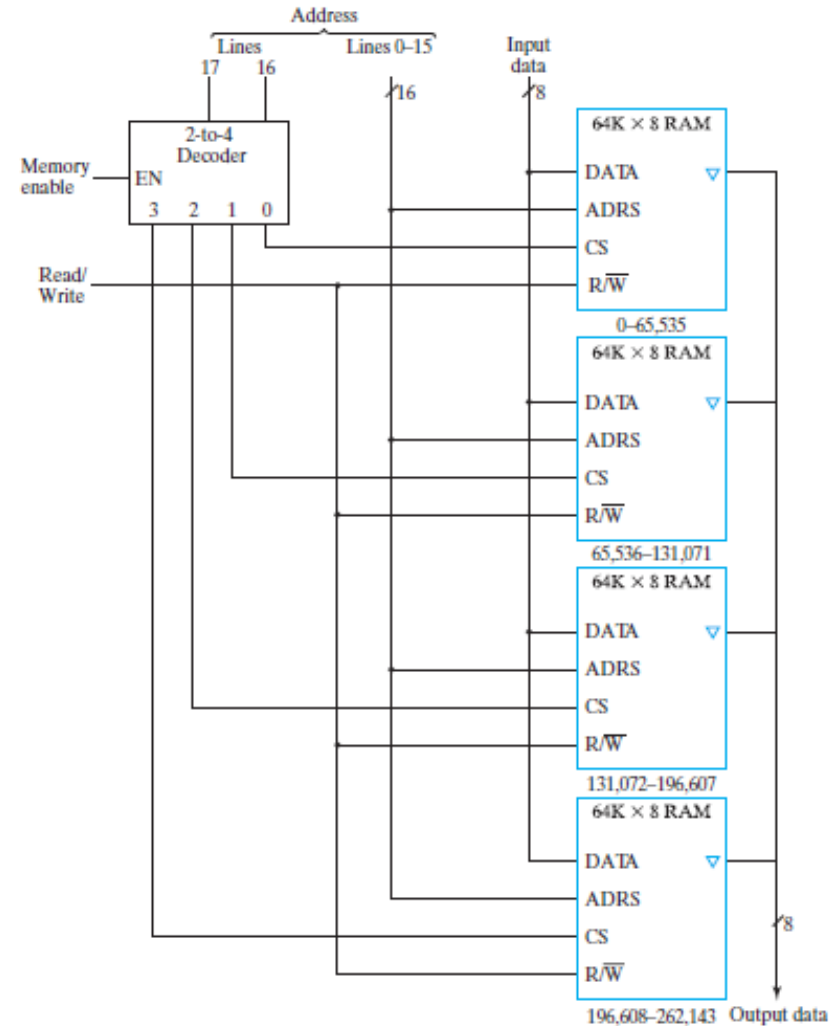 Address
Lines Lines 0–15
17 16
Input
data
16
8
2-to-4
Decoder
Memory
enable
EN
3 2 1 0
Read/
Write
64K × 8 RAM
DATA
ADRS
CS
R/W̅
0–65,535
64K × 8 RAM
DATA
ADRS
CS
R/W̅
65,536–131,071
64K × 8 RAM
DATA
ADRS
CS
R/W̅
131,072–196,607
64K × 8 RAM
DATA
ADRS
CS
R/W̅
8
196,608–262,143 Output data